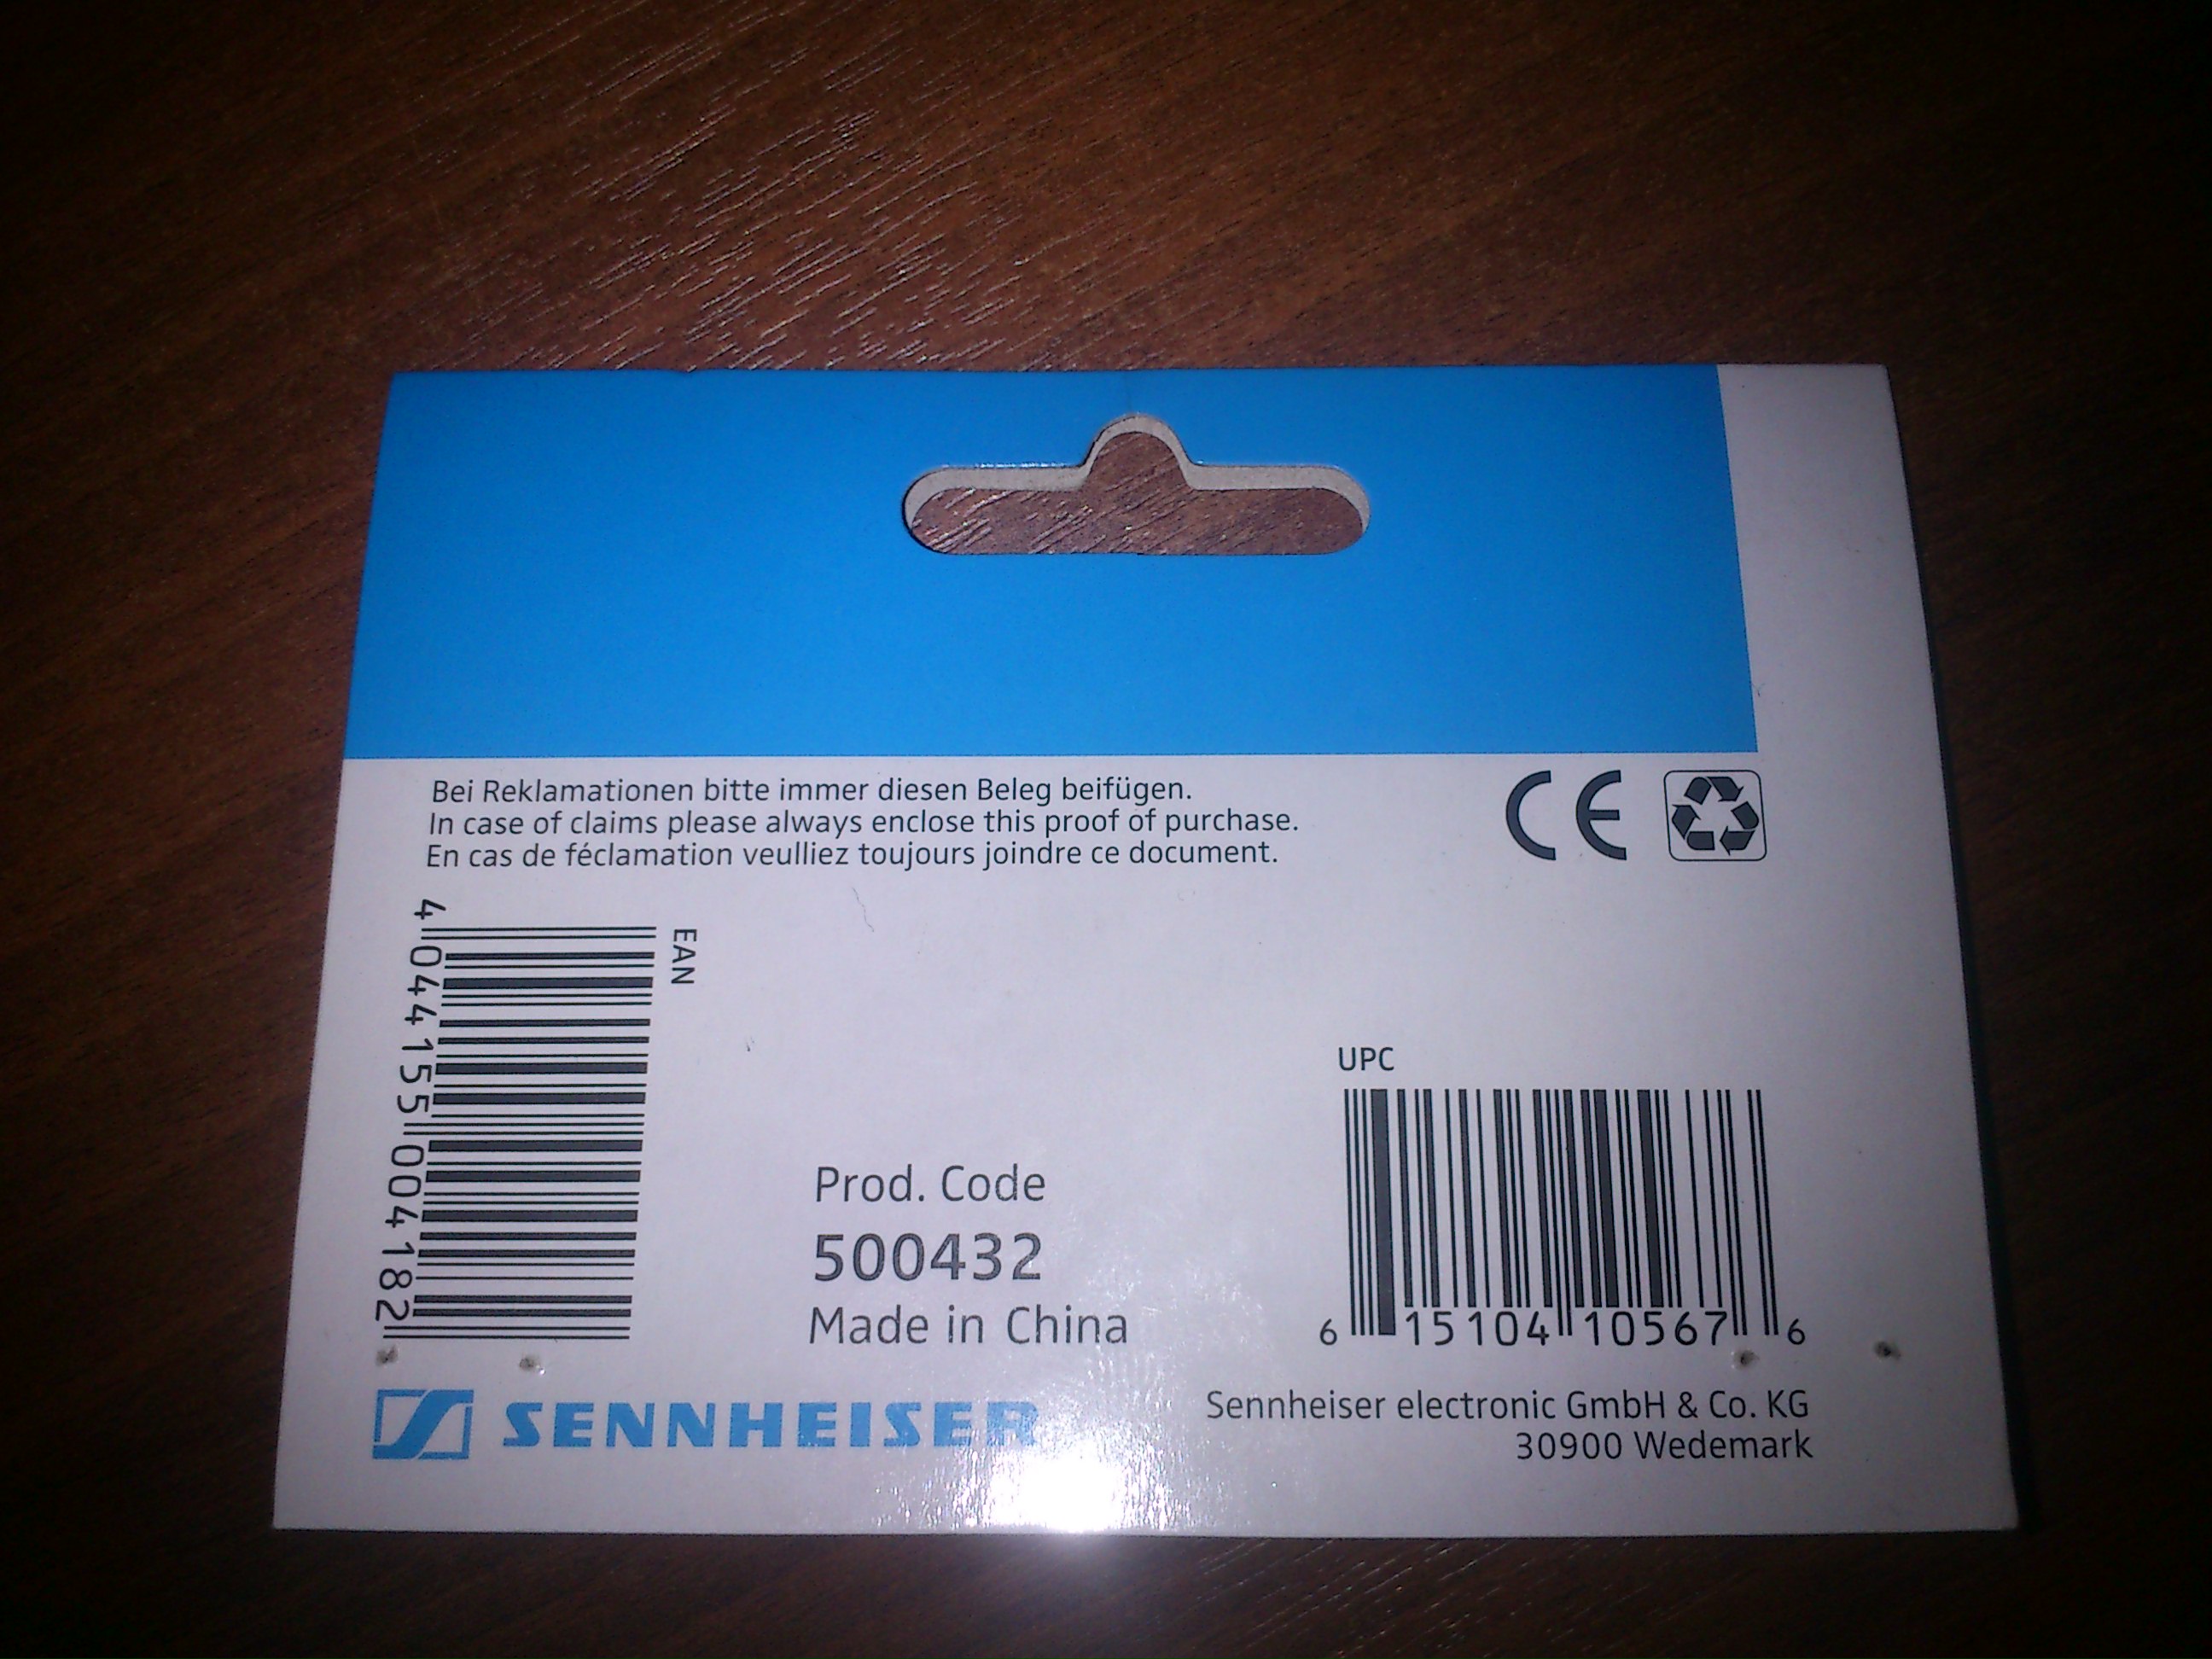 Bei Reklamationen bitte immer diesen Beleg beifügen.
In case of claims please always enclose this proof of purchase.
En cas de féclamation veulliez toujours joindre ce document.
CE
EAN
4 044155 004182
UPC
6 15104 10567 6
Prod. Code
500432
Made in China
SENNHEISER
Sennheiser electronic GmbH & Co. KG
30900 Wedemark